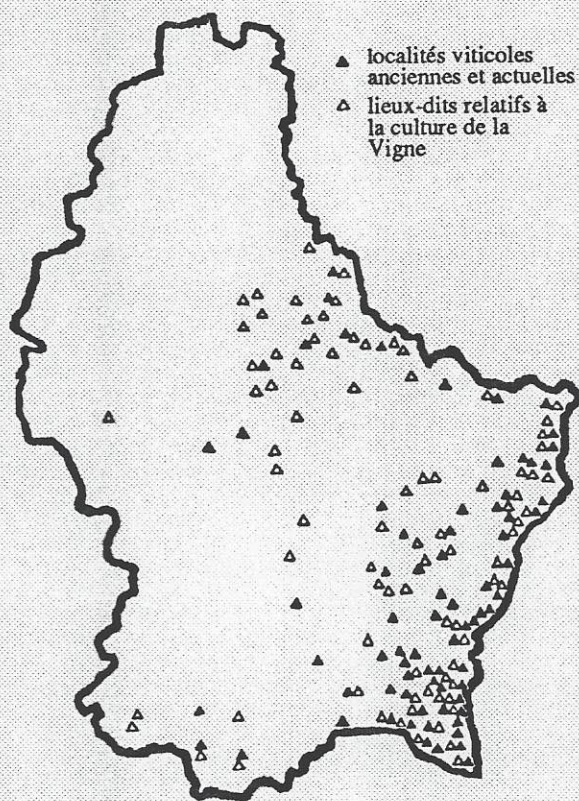 localités viticoles
anciennes et actuelles
lieux-dits relatifs à
la culture de la
Vigne